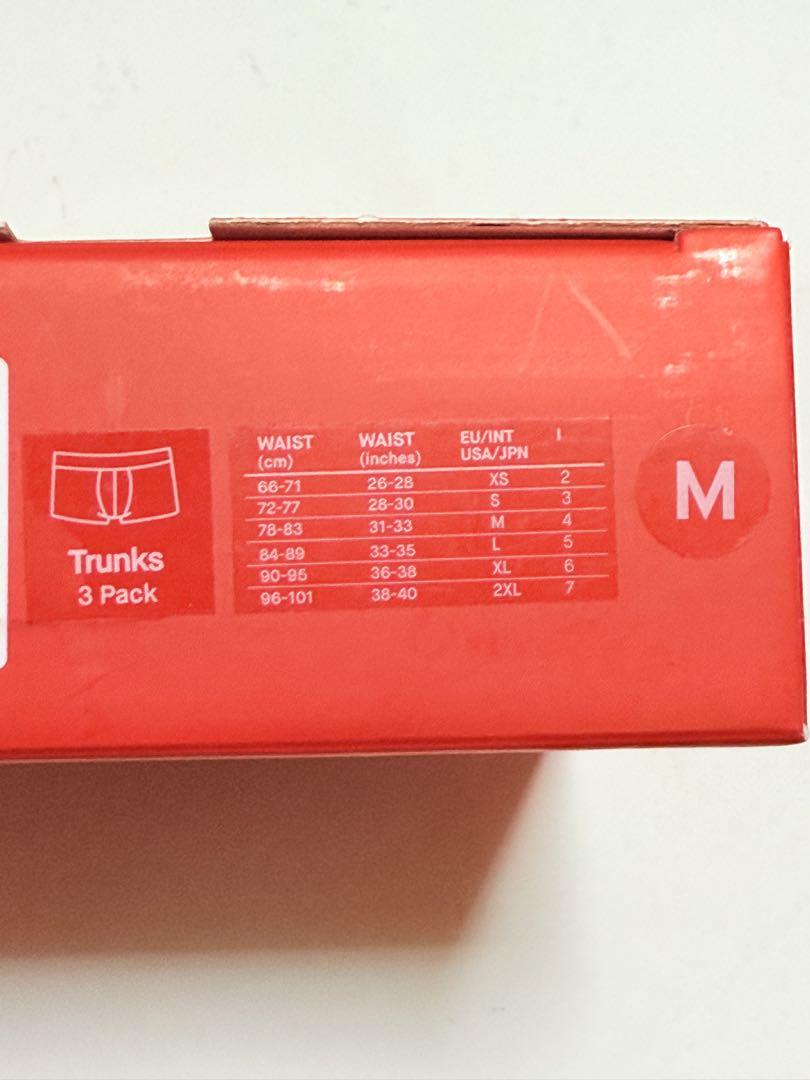 WAIST (cm) WAIST (inches) EU/INT USA/JPN I
66-71 26-28 XS 2
72-77 28-30 S 3
78-83 31-33 M 4
84-89 33-35 L 5
90-95 36-38 XL 6
96-101 38-40 2XL 7
Trunks
3 Pack
M